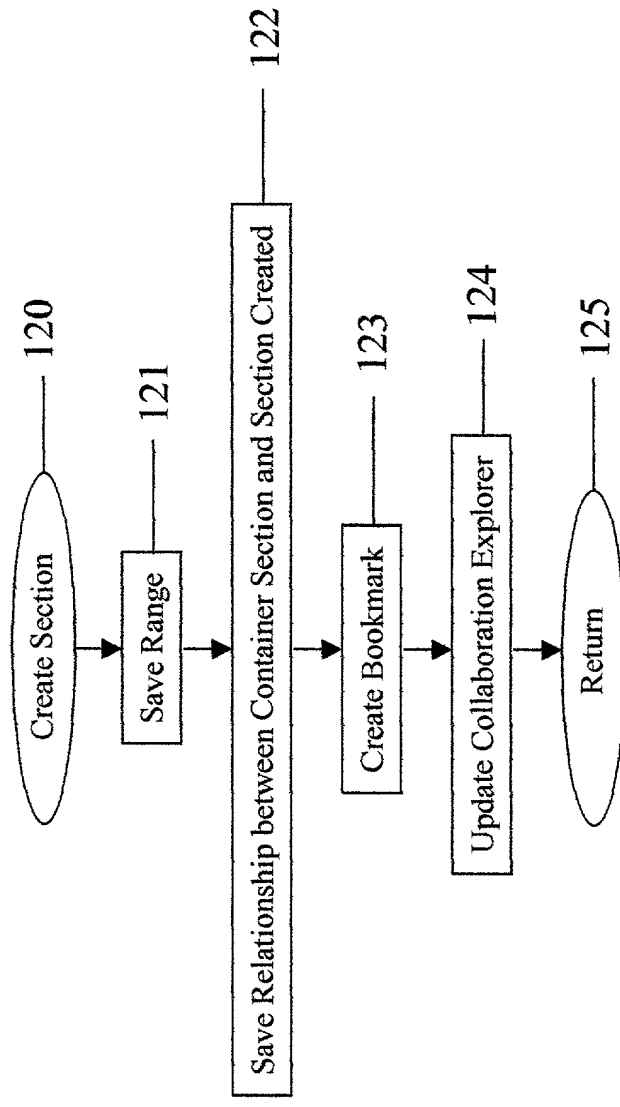 Create Section
120
Save Range
121
Save Relationship between Container Section and Section Created
122
Create Bookmark
123
Update Collaboration Explorer
124
Return
125